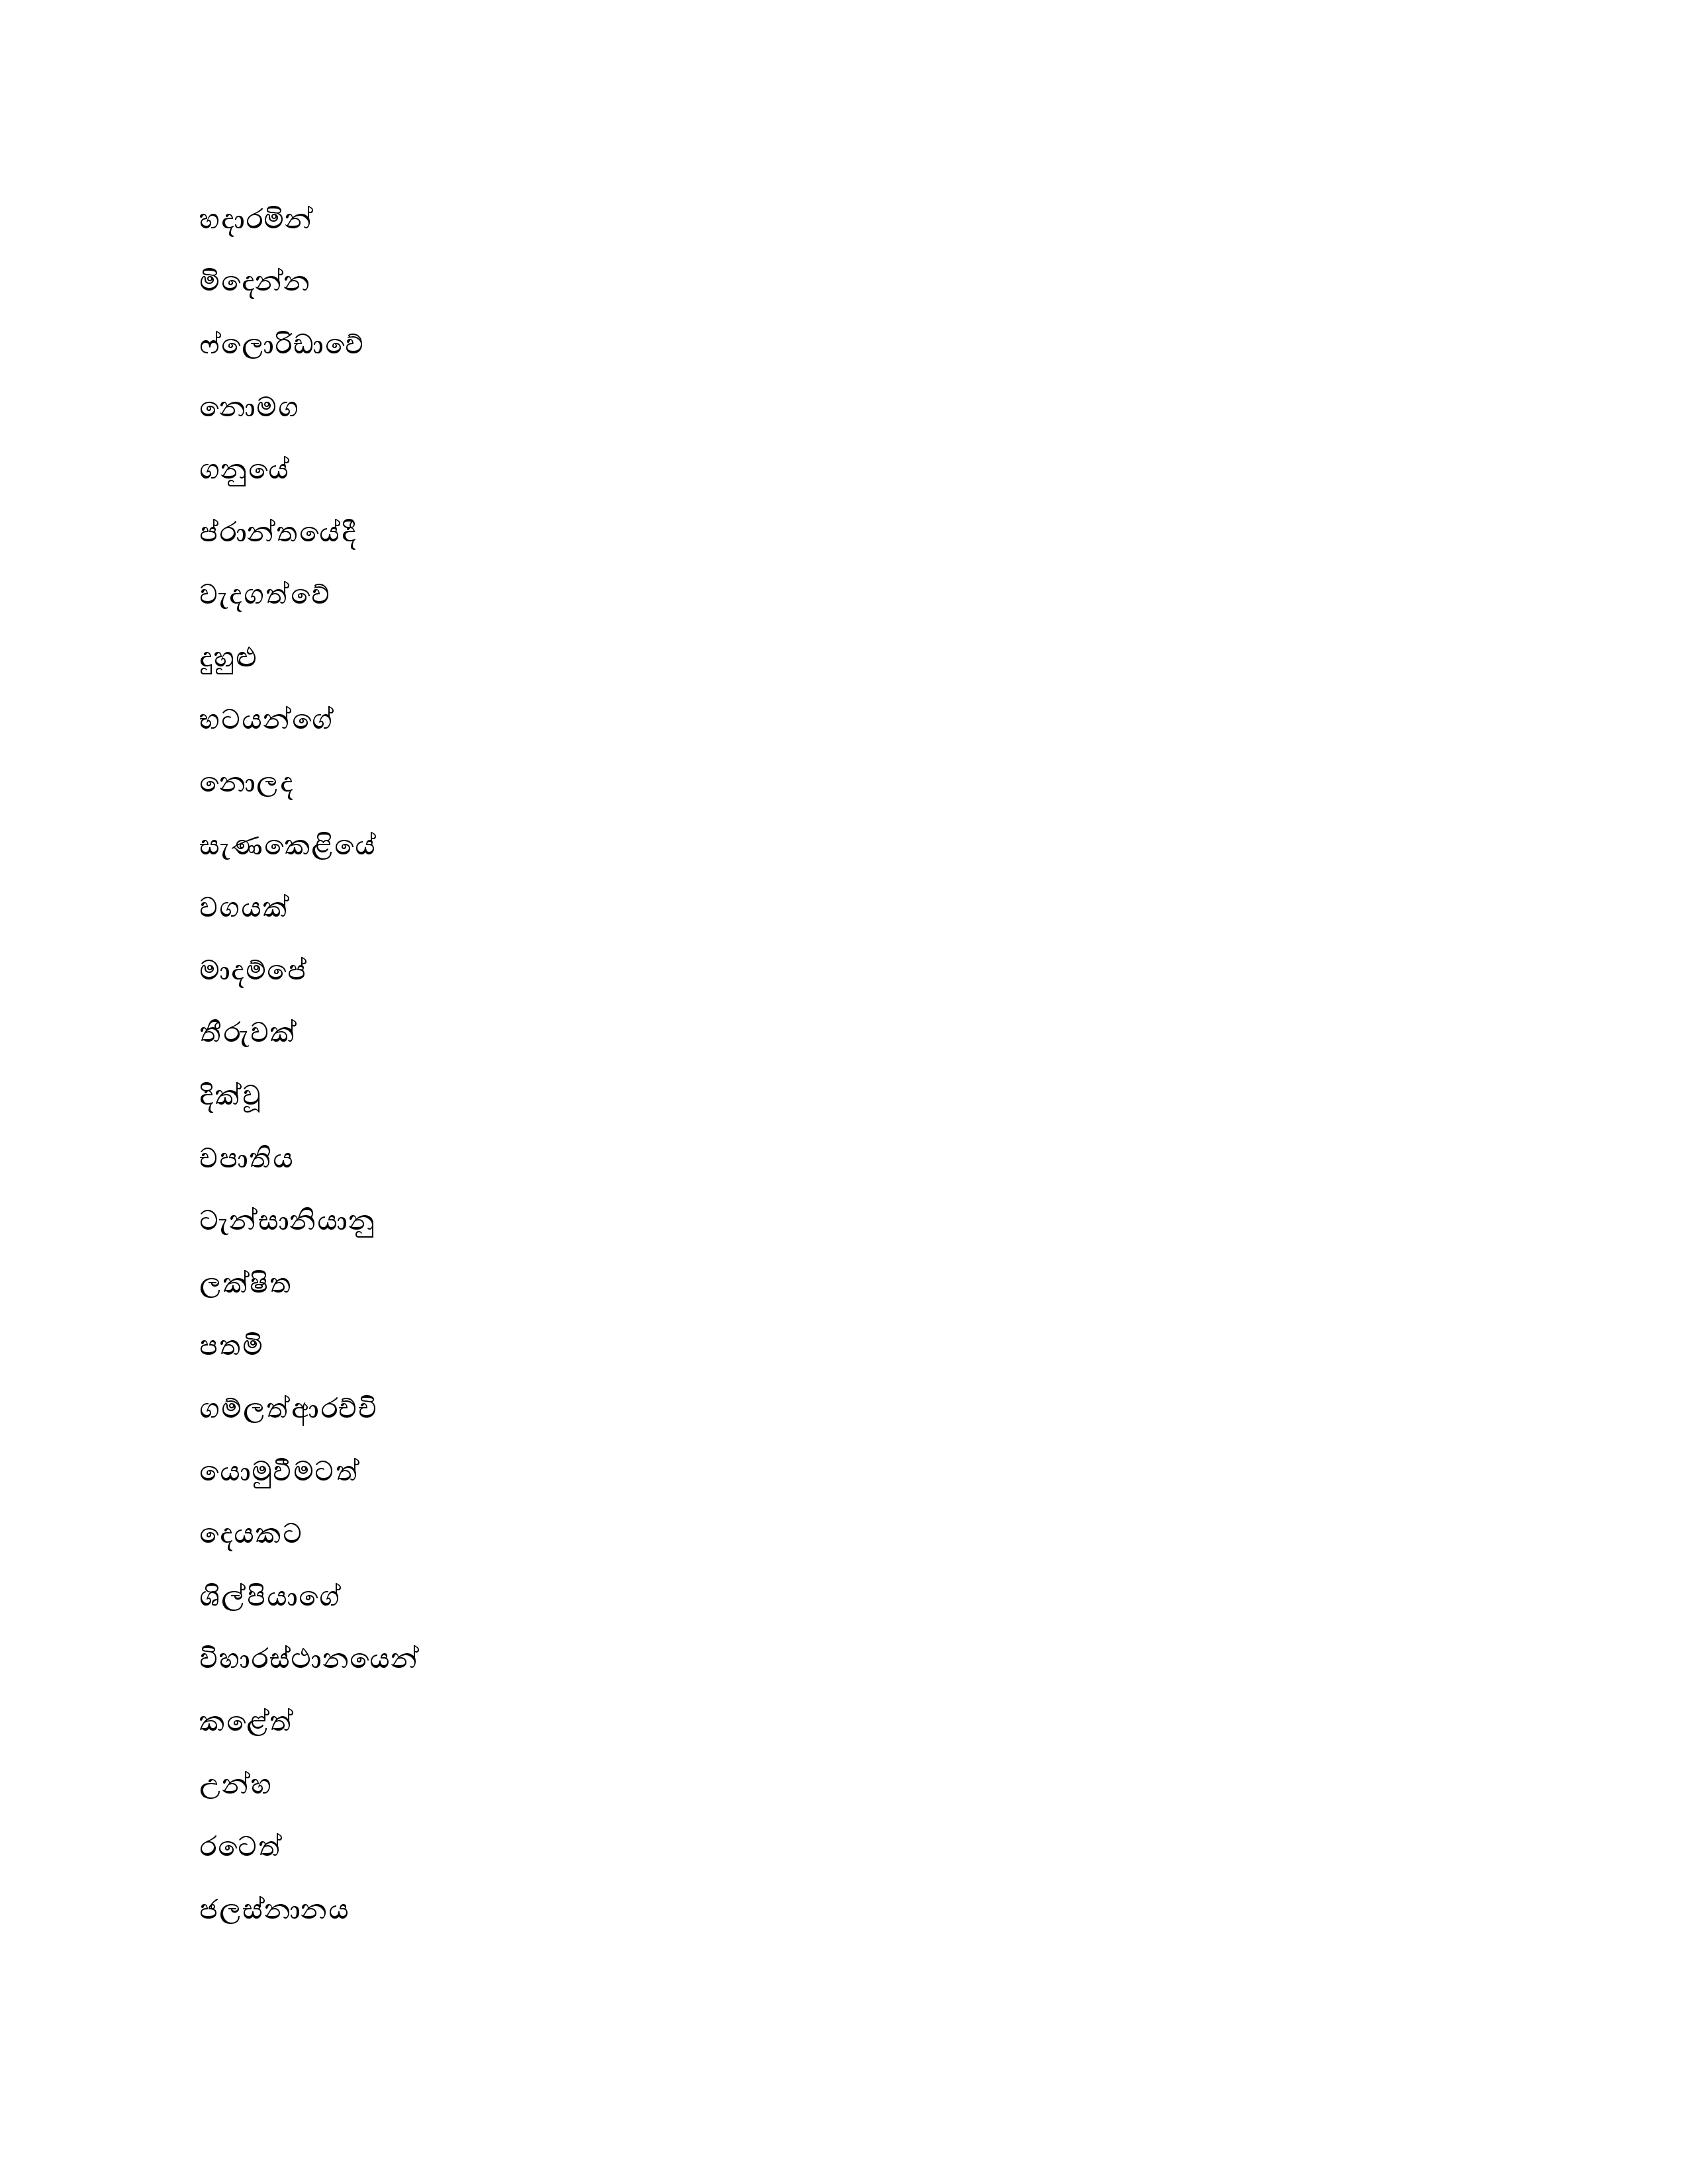 හදාරමින්
මිදෙන්න
ෆ්ලොරිඩාවේ
නොමග
ගනුයේ
ප්රාන්තයේදී
වැදගත්වේ
දුහුළු
භටයන්ගේ
නොලද
සැණකෙළියේ
වගයක්
මාදම්පේ
තීරුවක්
දික්වූ
චපාතිය
ටැන්සානියානු
ලක්ෂිත
පතමි
ගම්ලත්ආරච්චි
යොමුවීමටත්
දෙයකට
ශිල්පියාගේ
විහාරස්ථානයෙන්
කළේත්
උන්හ
රටෙත්
ජලස්නානය